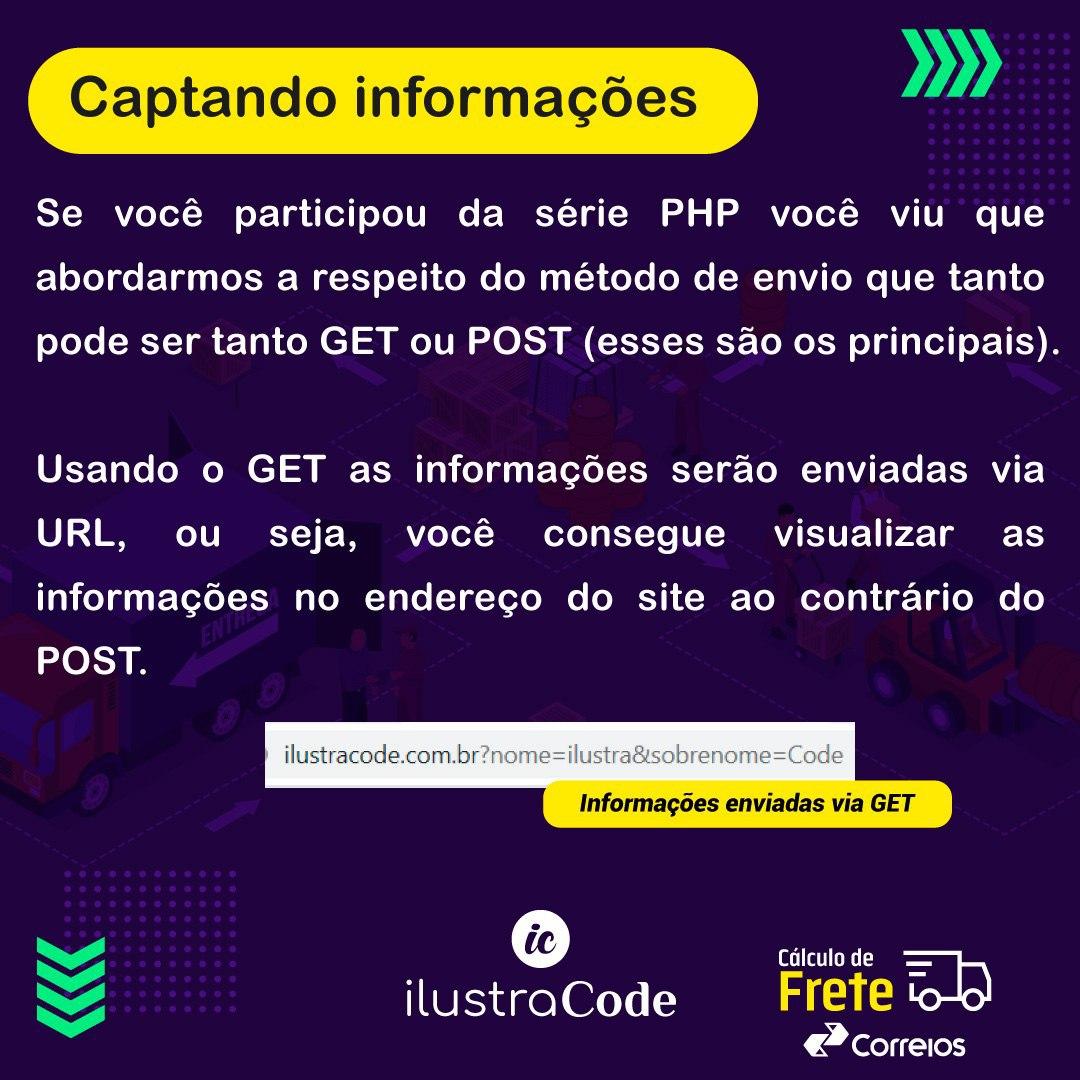 Captando informações
Se você participou da série PHP você viu que
abordarmos a respeito do método de envio que tanto
pode ser tanto GET ou POST (esses são os principais).
Usando o GET as informações serão enviadas via
URL, ou seja, você consegue visualizar as
informações no endereço do site ao contrário do
POST.
ENTREGA
ilustracode.com.br?nome=ilustra&sobrenome=Code
Informações enviadas via GET
ic
ilustraCode
Cálculo de
Frete
Correios